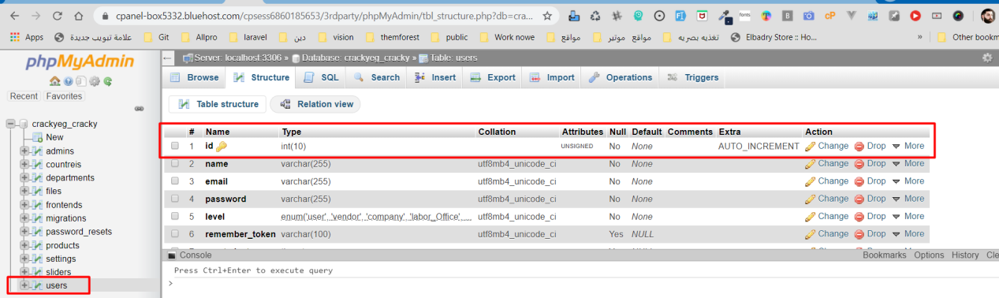 cpanel-box5332.bluehost.com/cpsess6860185653/3rdparty/phpMyAdmin/tbl_structure.php?db=cra...
Apps علامة تبويب جديدة Git Allpro laravel دين vision themforest public Work nowe مواقع مواقع موتير تغذيه بصريه Elbadry Store :: Ho... » Other bookm
phpMyAdmin
Recent Favorites
crackyeg_cracky
New
admins
countreis
departments
files
frontends
migrations
password_resets
products
settings
sliders
users
Server: localhost:3306 » Database: crackyeg_cracky » Table: users
Browse Structure SQL Search Insert Export Import Operations Triggers
Table structure Relation view
# Name Type Collation Attributes Null Default Comments Extra Action
1 id int(10) UNSIGNED No None AUTO_INCREMENT Change Drop More
2 name varchar(255) utf8mb4_unicode_ci No None Change Drop More
3 email varchar(255) utf8mb4_unicode_ci No None Change Drop More
4 password varchar(255) utf8mb4_unicode_ci No None Change Drop More
5 level enum('user', 'vendor', 'company', 'labor_Office', ... utf8mb4_unicode_ci No None Change Drop More
6 remember_token varchar(100) utf8mb4_unicode_ci Yes NULL Change Drop More
Console Bookmarks Options History Cle
Press Ctrl+Enter to execute query
>